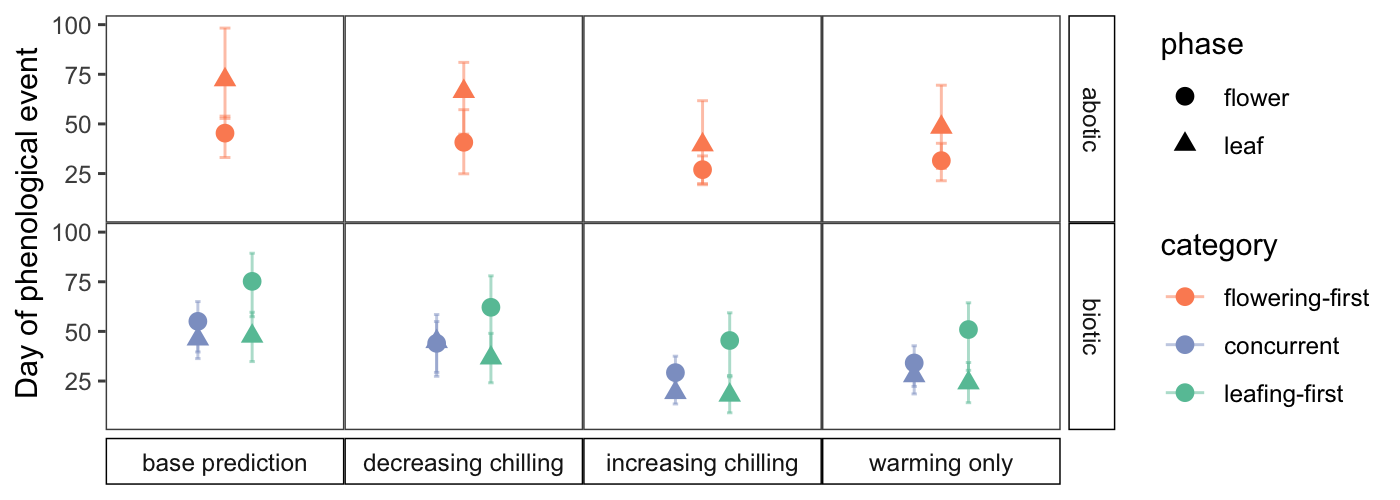 Day of phenological event
100
75
50
25
100
75
50
25
abotic
biotic
base prediction
decreasing chilling
increasing chilling
warming only
phase
flower
leaf
category
flowering-first
concurrent
leafing-first